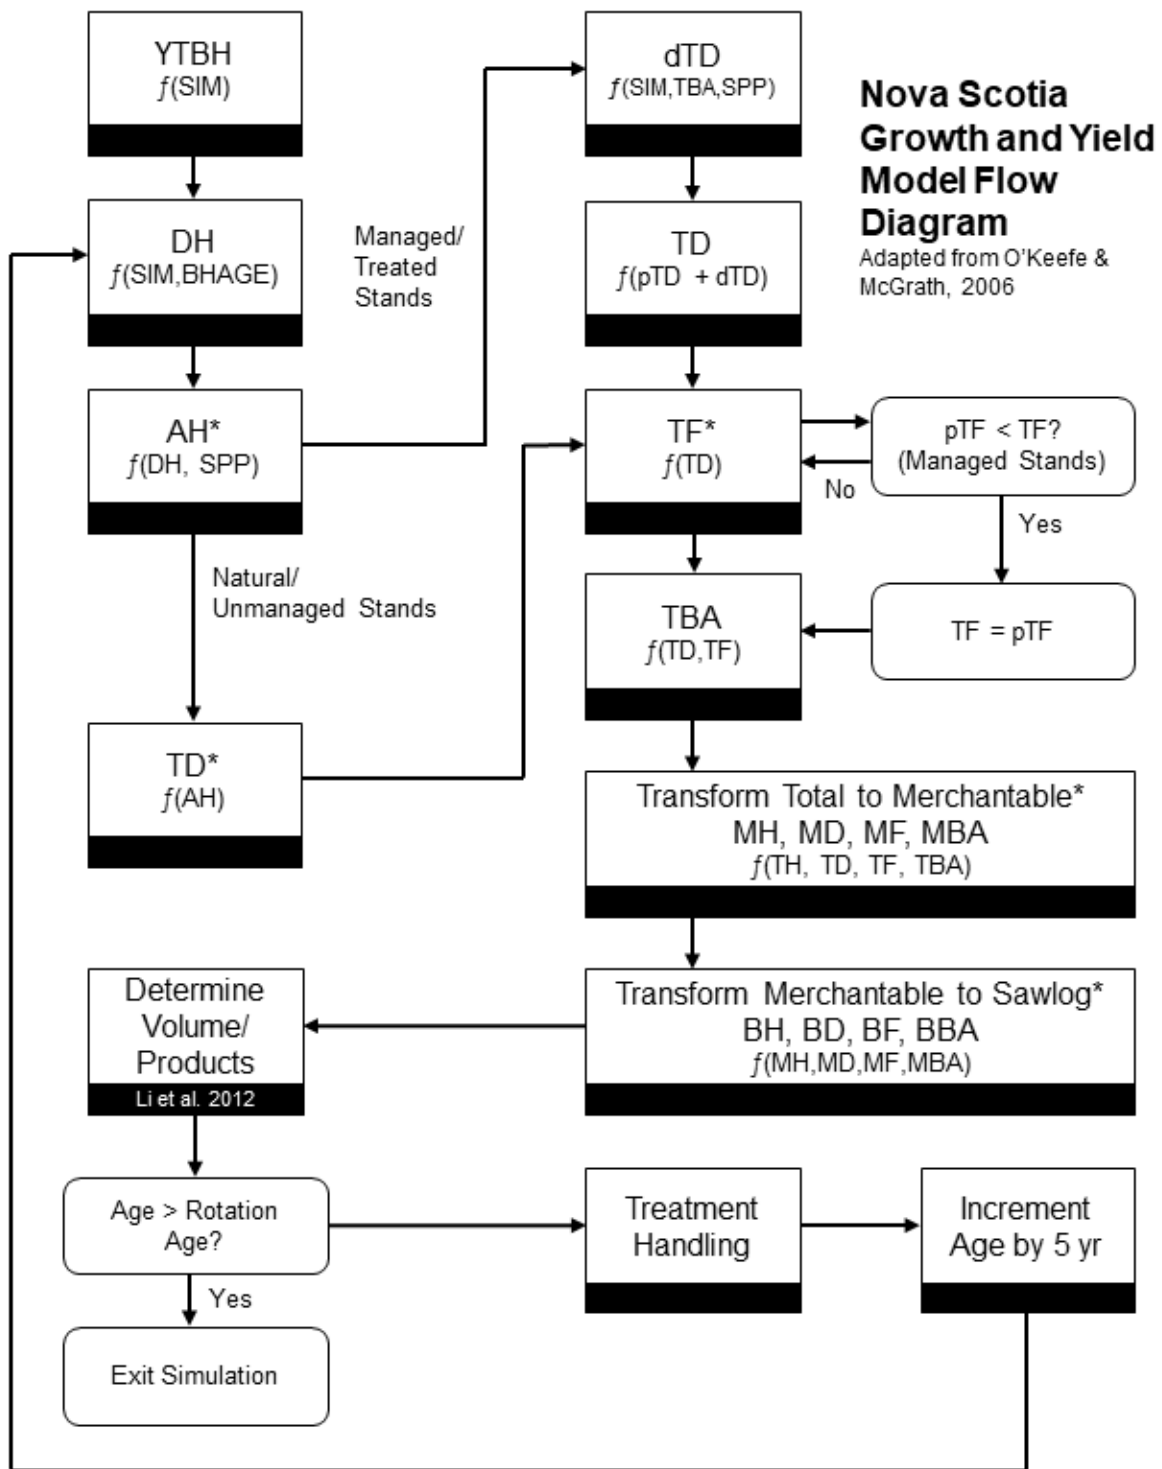 YTBH
ƒ(SIM)
dTD
ƒ(SIM,TBA,SPP)
Nova Scotia
Growth and Yield
Model Flow
Diagram
Adapted from O'Keefe &
McGrath, 2006
DH
ƒ(SIM,BHAGE)
Managed/
Treated
Stands
TD
ƒ(pTD + dTD)
AH*
ƒ(DH, SPP)
TF*
ƒ(TD)
pTF < TF?
(Managed Stands)
No
Yes
Natural/
Unmanaged Stands
TBA
ƒ(TD,TF)
TF = pTF
TD*
ƒ(AH)
Transform Total to Merchantable*
MH, MD, MF, MBA
ƒ(TH, TD, TF, TBA)
Transform Merchantable to Sawlog*
BH, BD, BF, BBA
ƒ(MH,MD,MF,MBA)
Determine
Volume/
Products
Li et al. 2012
Age > Rotation
Age?
Yes
Exit Simulation
Treatment
Handling
Increment
Age by 5 yr